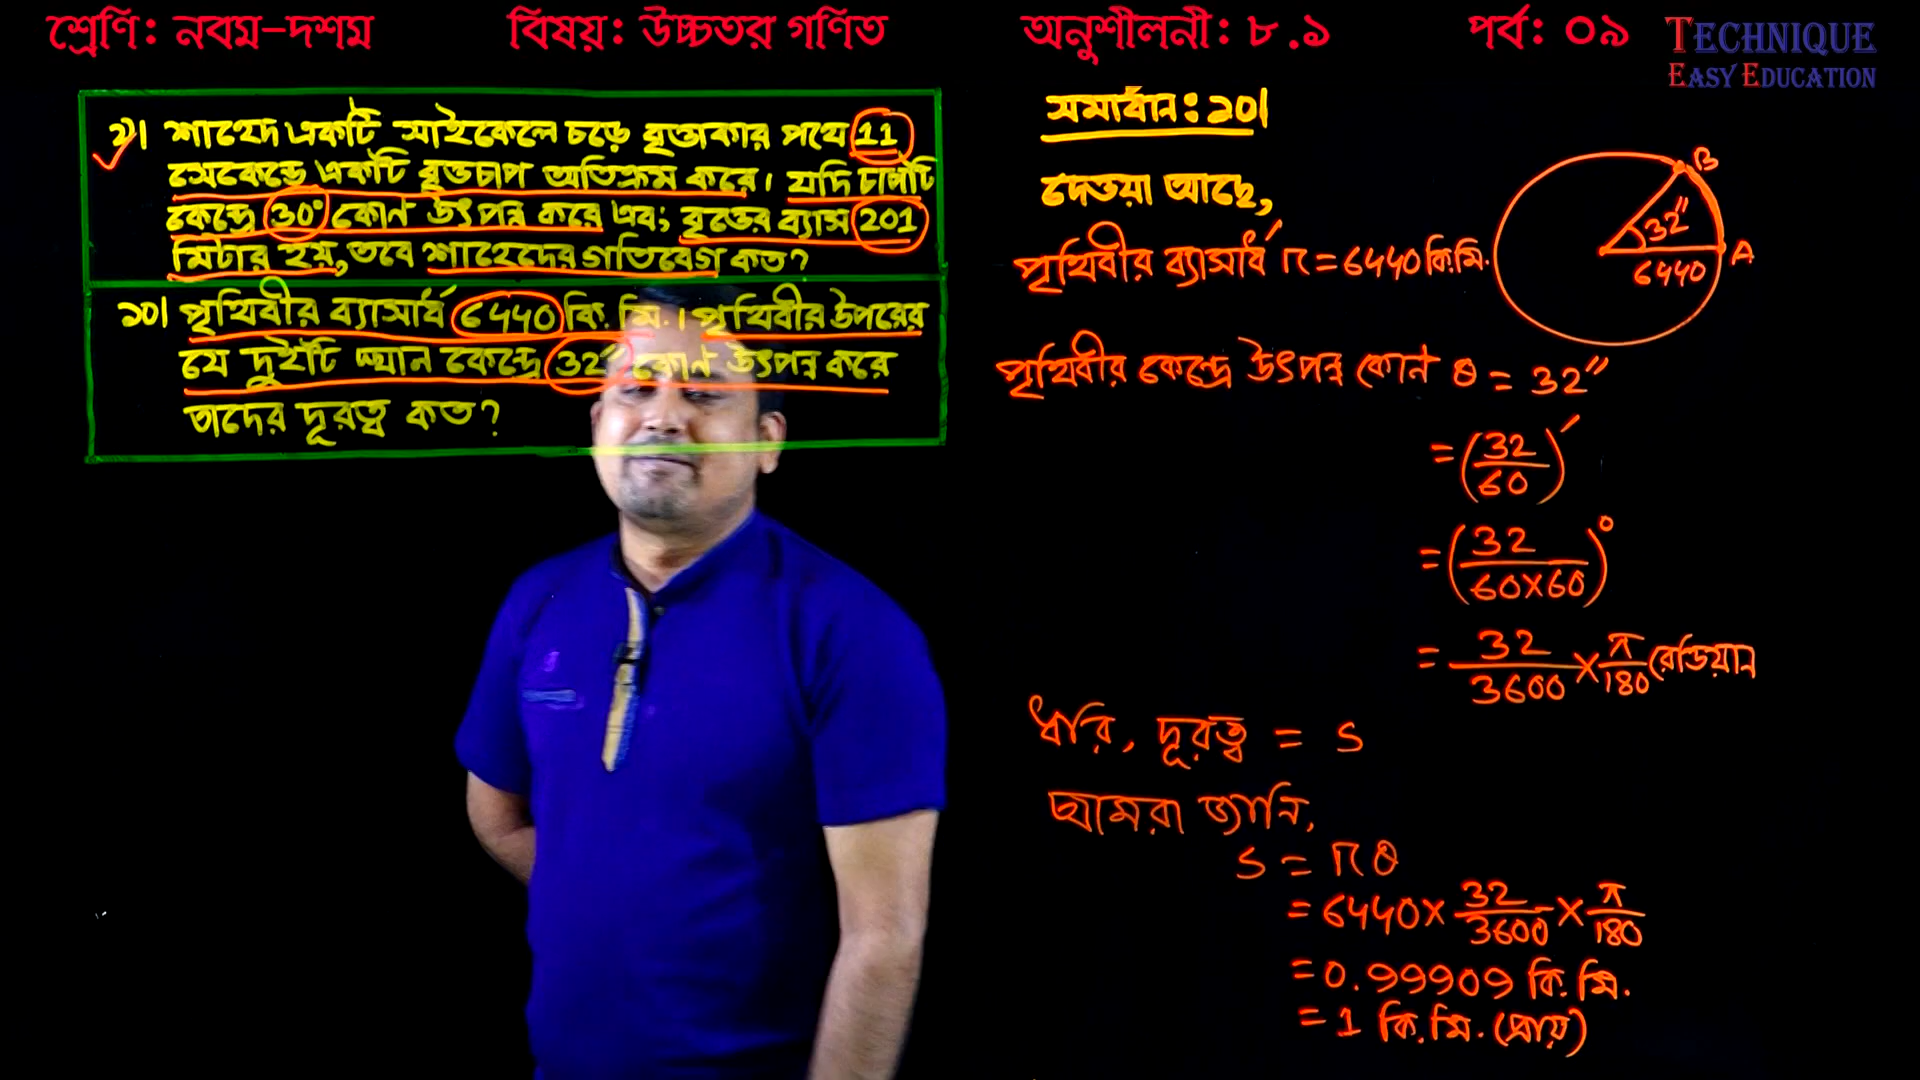 শ্রেণি: নবম-দশম
বিষয়: উচ্চতর গণিত
অনুশীলনী: ৮.১
পর্ব: ০৯
TECHNIQUE
EASY EDUCATION
৯। শাহেদ একটি সাইকেলে চড়ে বৃত্তাকার পথে 11
সেকেন্ডে একটি বৃত্তচাপ অতিক্রম করে। যদি চাপটি
কেন্দ্রে 30° কোণ উৎপন্ন করে এবং বৃত্তের ব্যাস 201
মিটার হয়, তবে শাহেদের গতিবেগ কত?
১০। পৃথিবীর ব্যাসার্ধ 6440 কি. মি.। পৃথিবীর উপরের
যে দুইটি স্থান কেন্দ্রে 32″ কোণ উৎপন্ন করে
তাদের দূরত্ব কত?
সমাধান: ১০।
দেওয়া আছে,
পৃথিবীর ব্যাসার্ধ r = 6440 কি.মি.
B
32″
A
6440
পৃথিবীর কেন্দ্রে উৎপন্ন কোণ θ = 32″
= (32/60)′
= (32/60×60)°
= 32/3600 × π/180 রেডিয়ান
ধরি, দূরত্ব = s
আমরা জানি,
s = rθ
= 6440 × 32/3600 × π/180
= 0.99909 কি.মি.
= 1 কি.মি. (প্রায়)